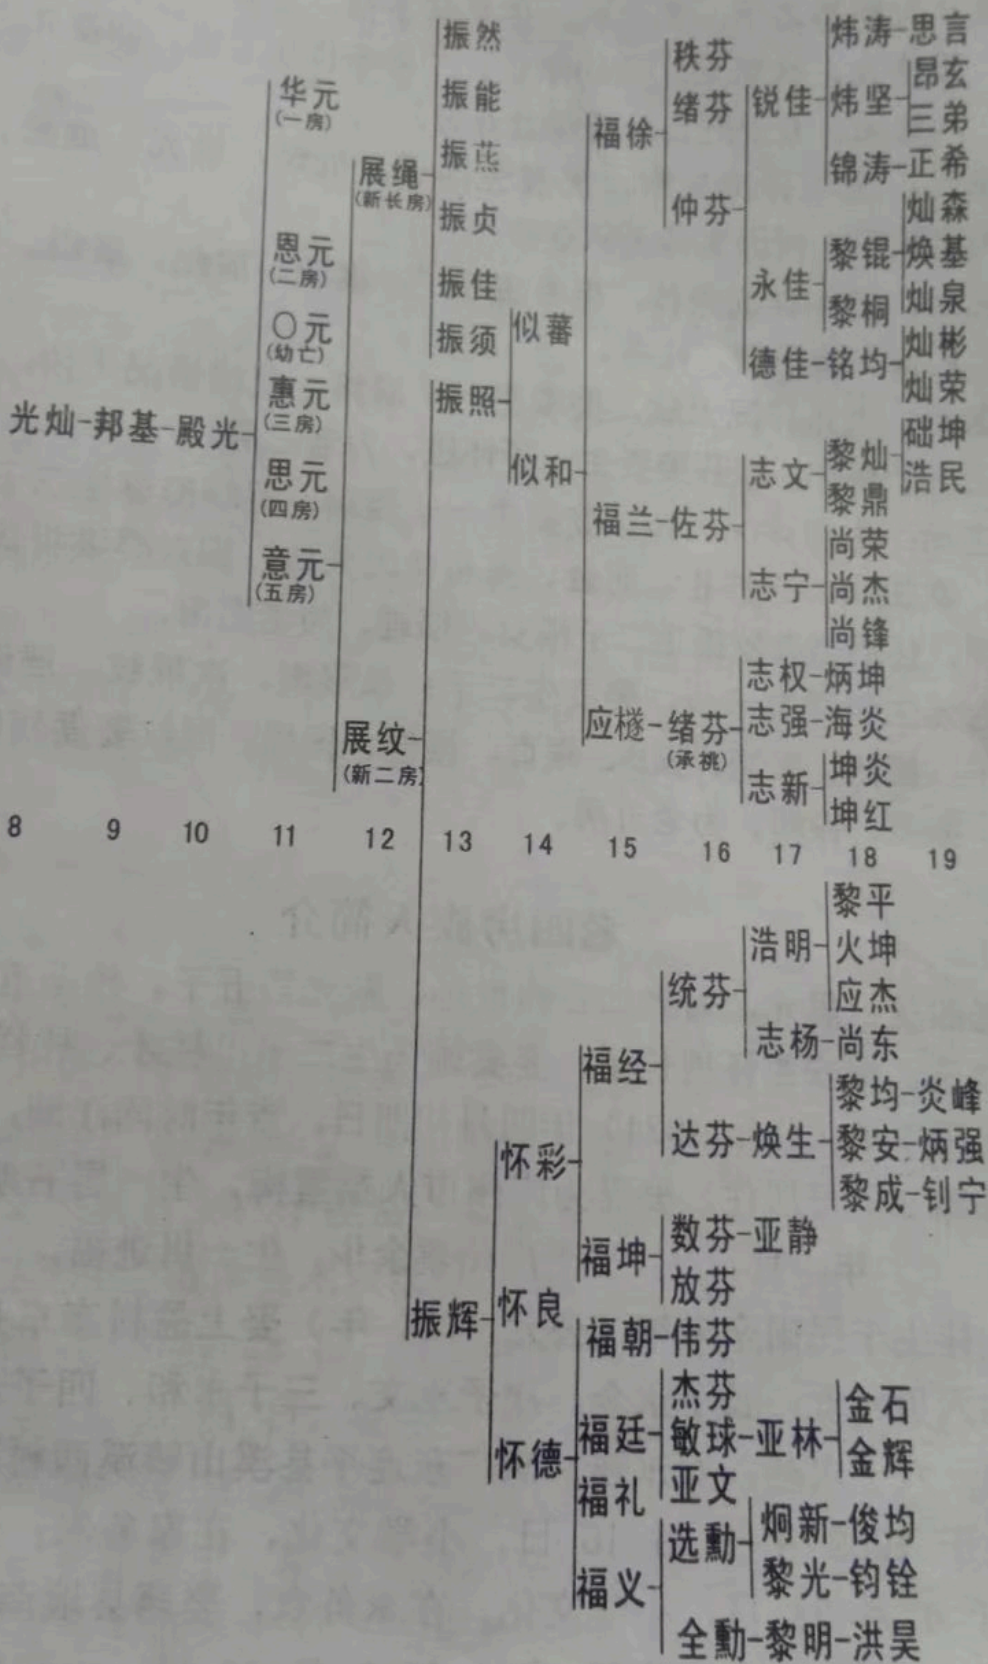 光灿-邦基-殿光
华元
(一房)
恩元
(二房)
〇元
(幼亡)
惠元
(三房)
思元
(四房)
意元
(五房)
展绳
(新长房)
展纹
(新二房)
振然
振能
振芪
振贞
振佳
振须
振照
似蕃
似和
福徐
福兰-佐芬
应檖-绪芬
(承祧)
秩芬
绪芬
仲芬
锐佳
永佳
德佳-铭均
志文
志宁
志权-炳坤
志强-海炎
志新
炜涛-思言
炜坚
昂玄
三弟
锦涛-正希
黎锟
黎桐
灿森
焕基
灿泉
灿彬
灿荣
黎灿
黎鼎
础坤
浩民
尚荣
尚杰
尚锋
坤炎
坤红
8 9 10 11 12 13 14 15 16 17 18 19
振辉
怀彩
怀良
怀德
福经
福坤
统芬
浩明
黎平
火坤
应杰
志杨-尚东
达芬-焕生
黎均-炎峰
黎安-炳强
黎成-钊宁
数芬-亚静
放芬
福朝-伟芬
福廷
福礼
福义
杰芬
敏球-亚林
亚文
金石
金辉
选勳
炯新-俊均
黎光-钧铨
全勳-黎明-洪昊